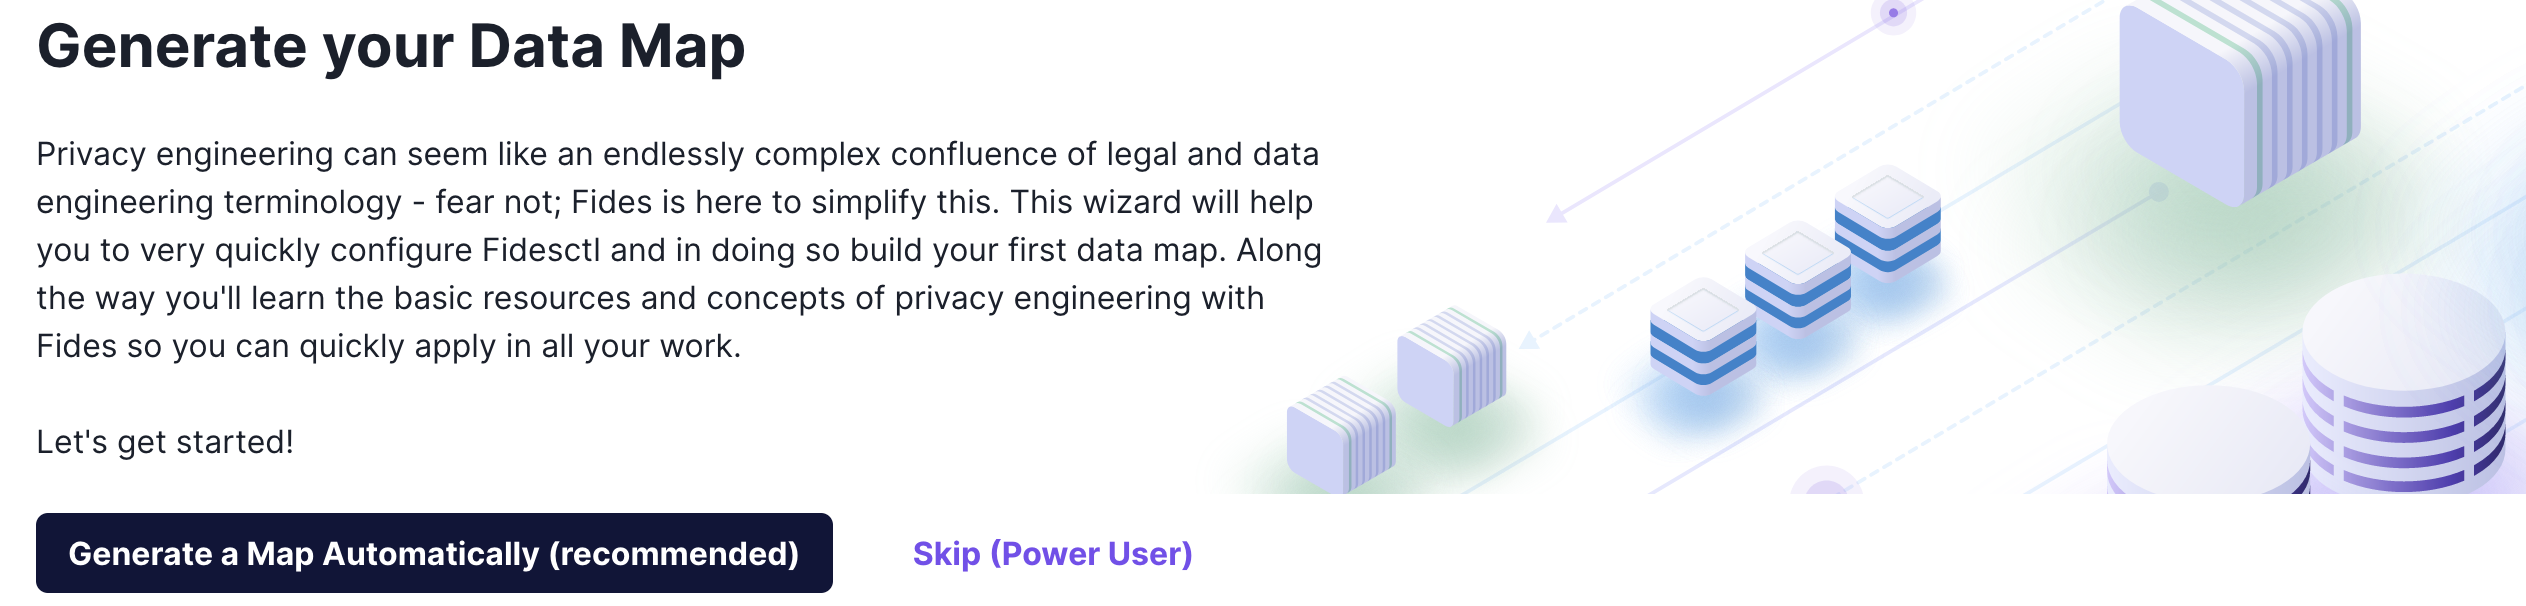 Generate your Data Map
Privacy engineering can seem like an endlessly complex confluence of legal and data
engineering terminology - fear not; Fides is here to simplify this. This wizard will help
you to very quickly configure Fidesctl and in doing so build your first data map. Along
the way you'll learn the basic resources and concepts of privacy engineering with
Fides so you can quickly apply in all your work.
Let's get started!
Generate a Map Automatically (recommended)
Skip (Power User)